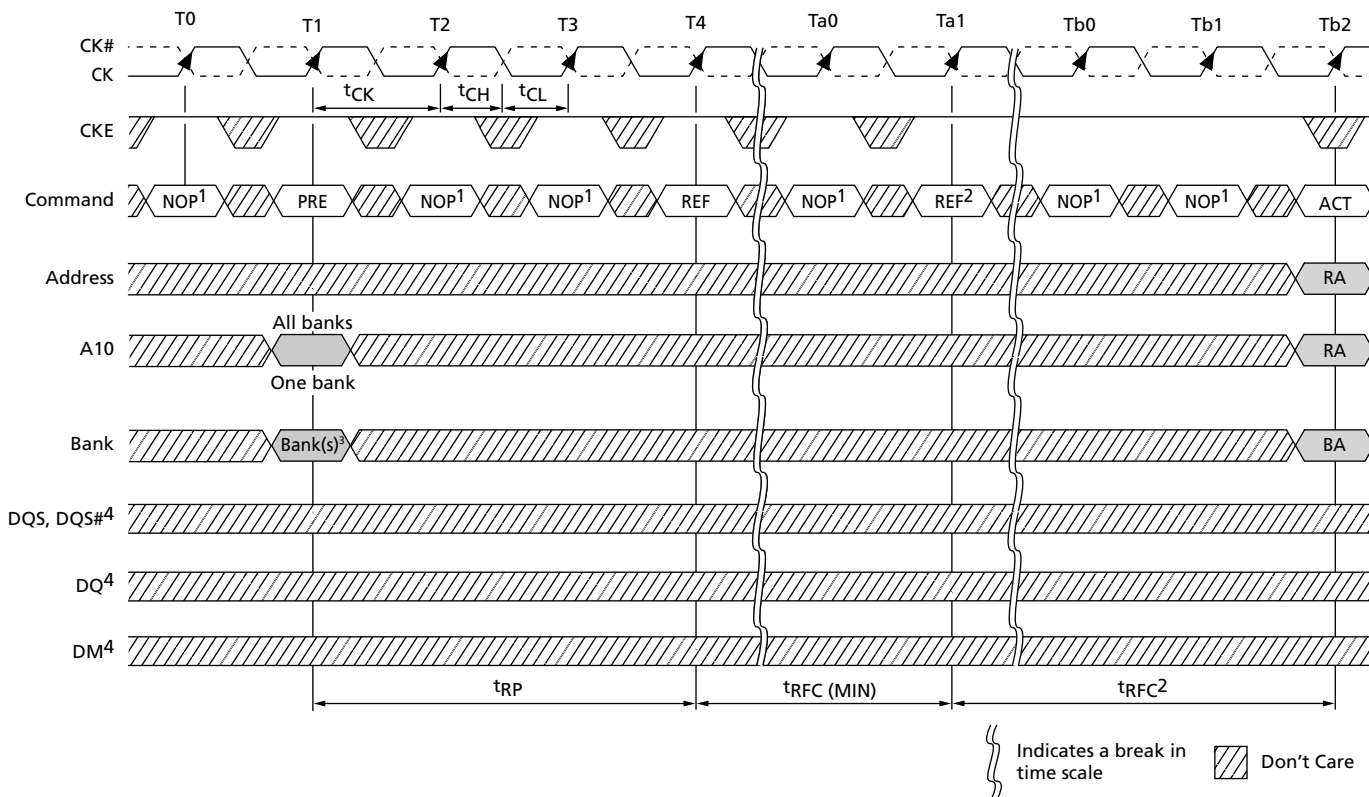 T0 T1 T2 T3 T4 Ta0 Ta1 Tb0 Tb1 Tb2
CK#
CK
tCK tCH tCL
CKE
Command NOP1 PRE NOP1 NOP1 REF NOP1 REF2 NOP1 NOP1 ACT
Address RA
All banks
A10 RA
One bank
Bank Bank(s)3 BA
DQS, DQS#4
DQ4
DM4
tRP tRFC (MIN) tRFC2
Indicates a break in
time scale
Don't Care